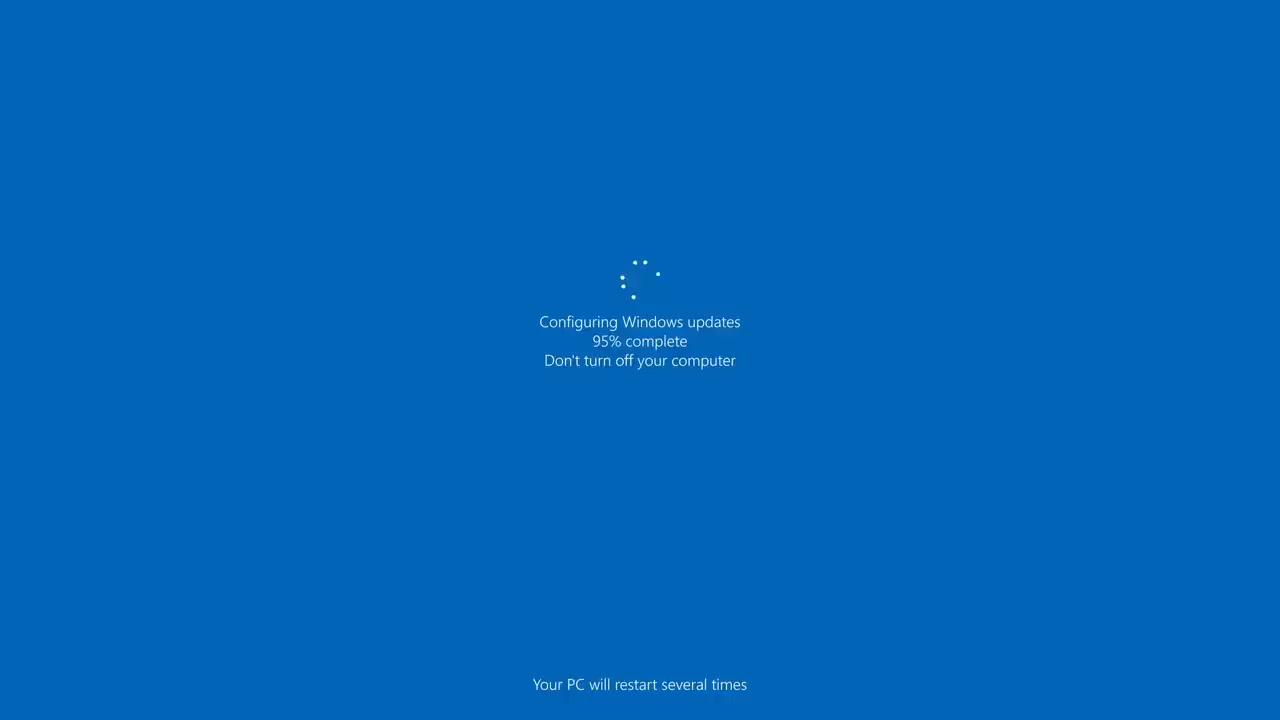 Configuring Windows updates
95% complete
Don't turn off your computer
Your PC will restart several times